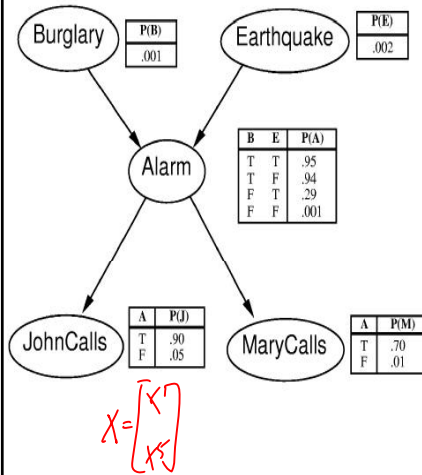 Burglary
P(B)
.001
Earthquake
P(E)
.002
Alarm
B E P(A)
T T .95
T F .94
F T .29
F F .001
JohnCalls
A P(J)
T .90
F .05
MaryCalls
A P(M)
T .70
F .01